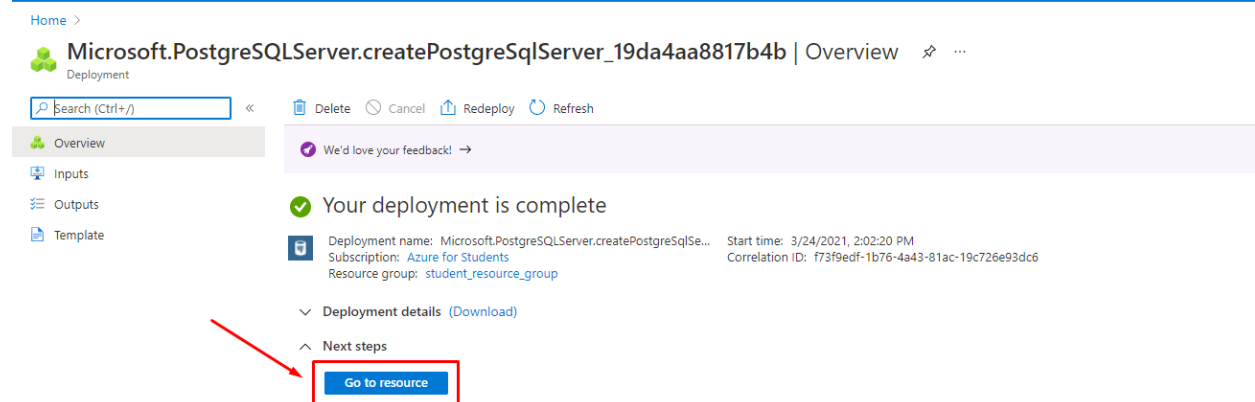 Home >
Microsoft.PostgreSQLServer.createPostgreSqlServer_19da4aa8817b4b | Overview ...
Deployment
Search (Ctrl+/) «
Delete Cancel Redeploy Refresh
Overview
We'd love your feedback! →
Inputs
Outputs
Template
Your deployment is complete
Deployment name: Microsoft.PostgreSQLServer.createPostgreSqlSe... Start time: 3/24/2021, 2:02:20 PM
Subscription: Azure for Students Correlation ID: f73f9edf-1b76-4a43-81ac-19c726e93dc6
Resource group: student_resource_group
Deployment details (Download)
Next steps
Go to resource